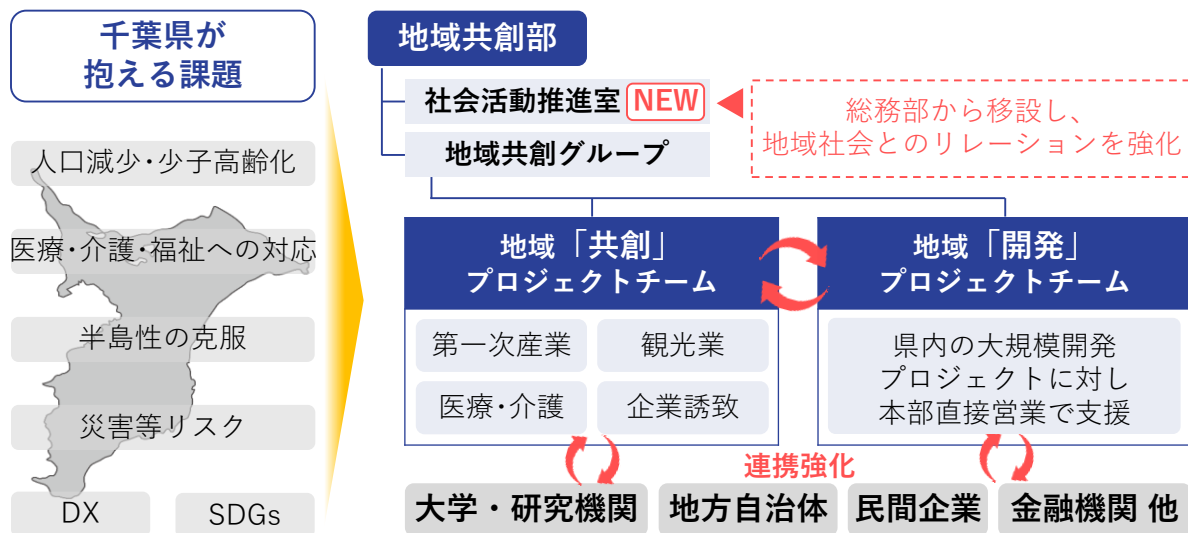 千葉県が
抱える課題
人口減少・少子高齢化
医療・介護・福祉への対応
半島性の克服
災害等リスク
DX
SDGs
地域共創部
社会活動推進室 NEW
総務部から移設し、
地域社会とのリレーションを強化
地域共創グループ
地域「共創」
プロジェクトチーム
第一次産業
観光業
医療・介護
企業誘致
地域「開発」
プロジェクトチーム
県内の大規模開発
プロジェクトに対し
本部直接営業で支援
連携強化
大学・研究機関
地方自治体
民間企業
金融機関 他